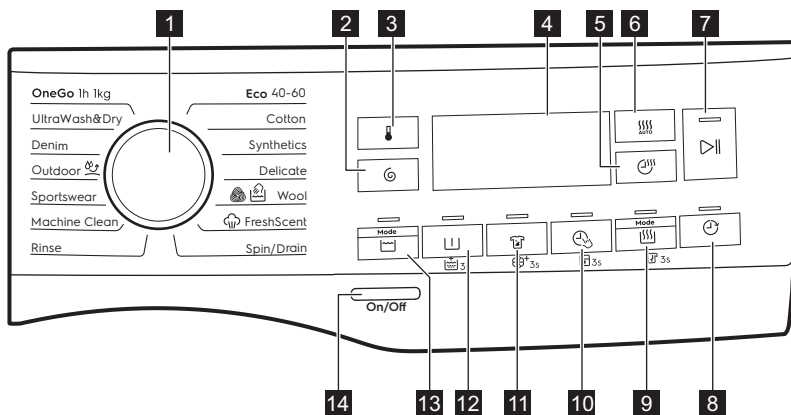 1
2
3
4
5
6
7
OneGo 1h 1kg
UltraWash&Dry
Denim
Outdoor
Sportswear
Machine Clean
Rinse
Eco 40-60
Cotton
Synthetics
Delicate
Wool
FreshScent
Spin/Drain
AUTO
Mode
Mode
3
3s
3s
3s
On/Off
14
13
12
11
10
9
8